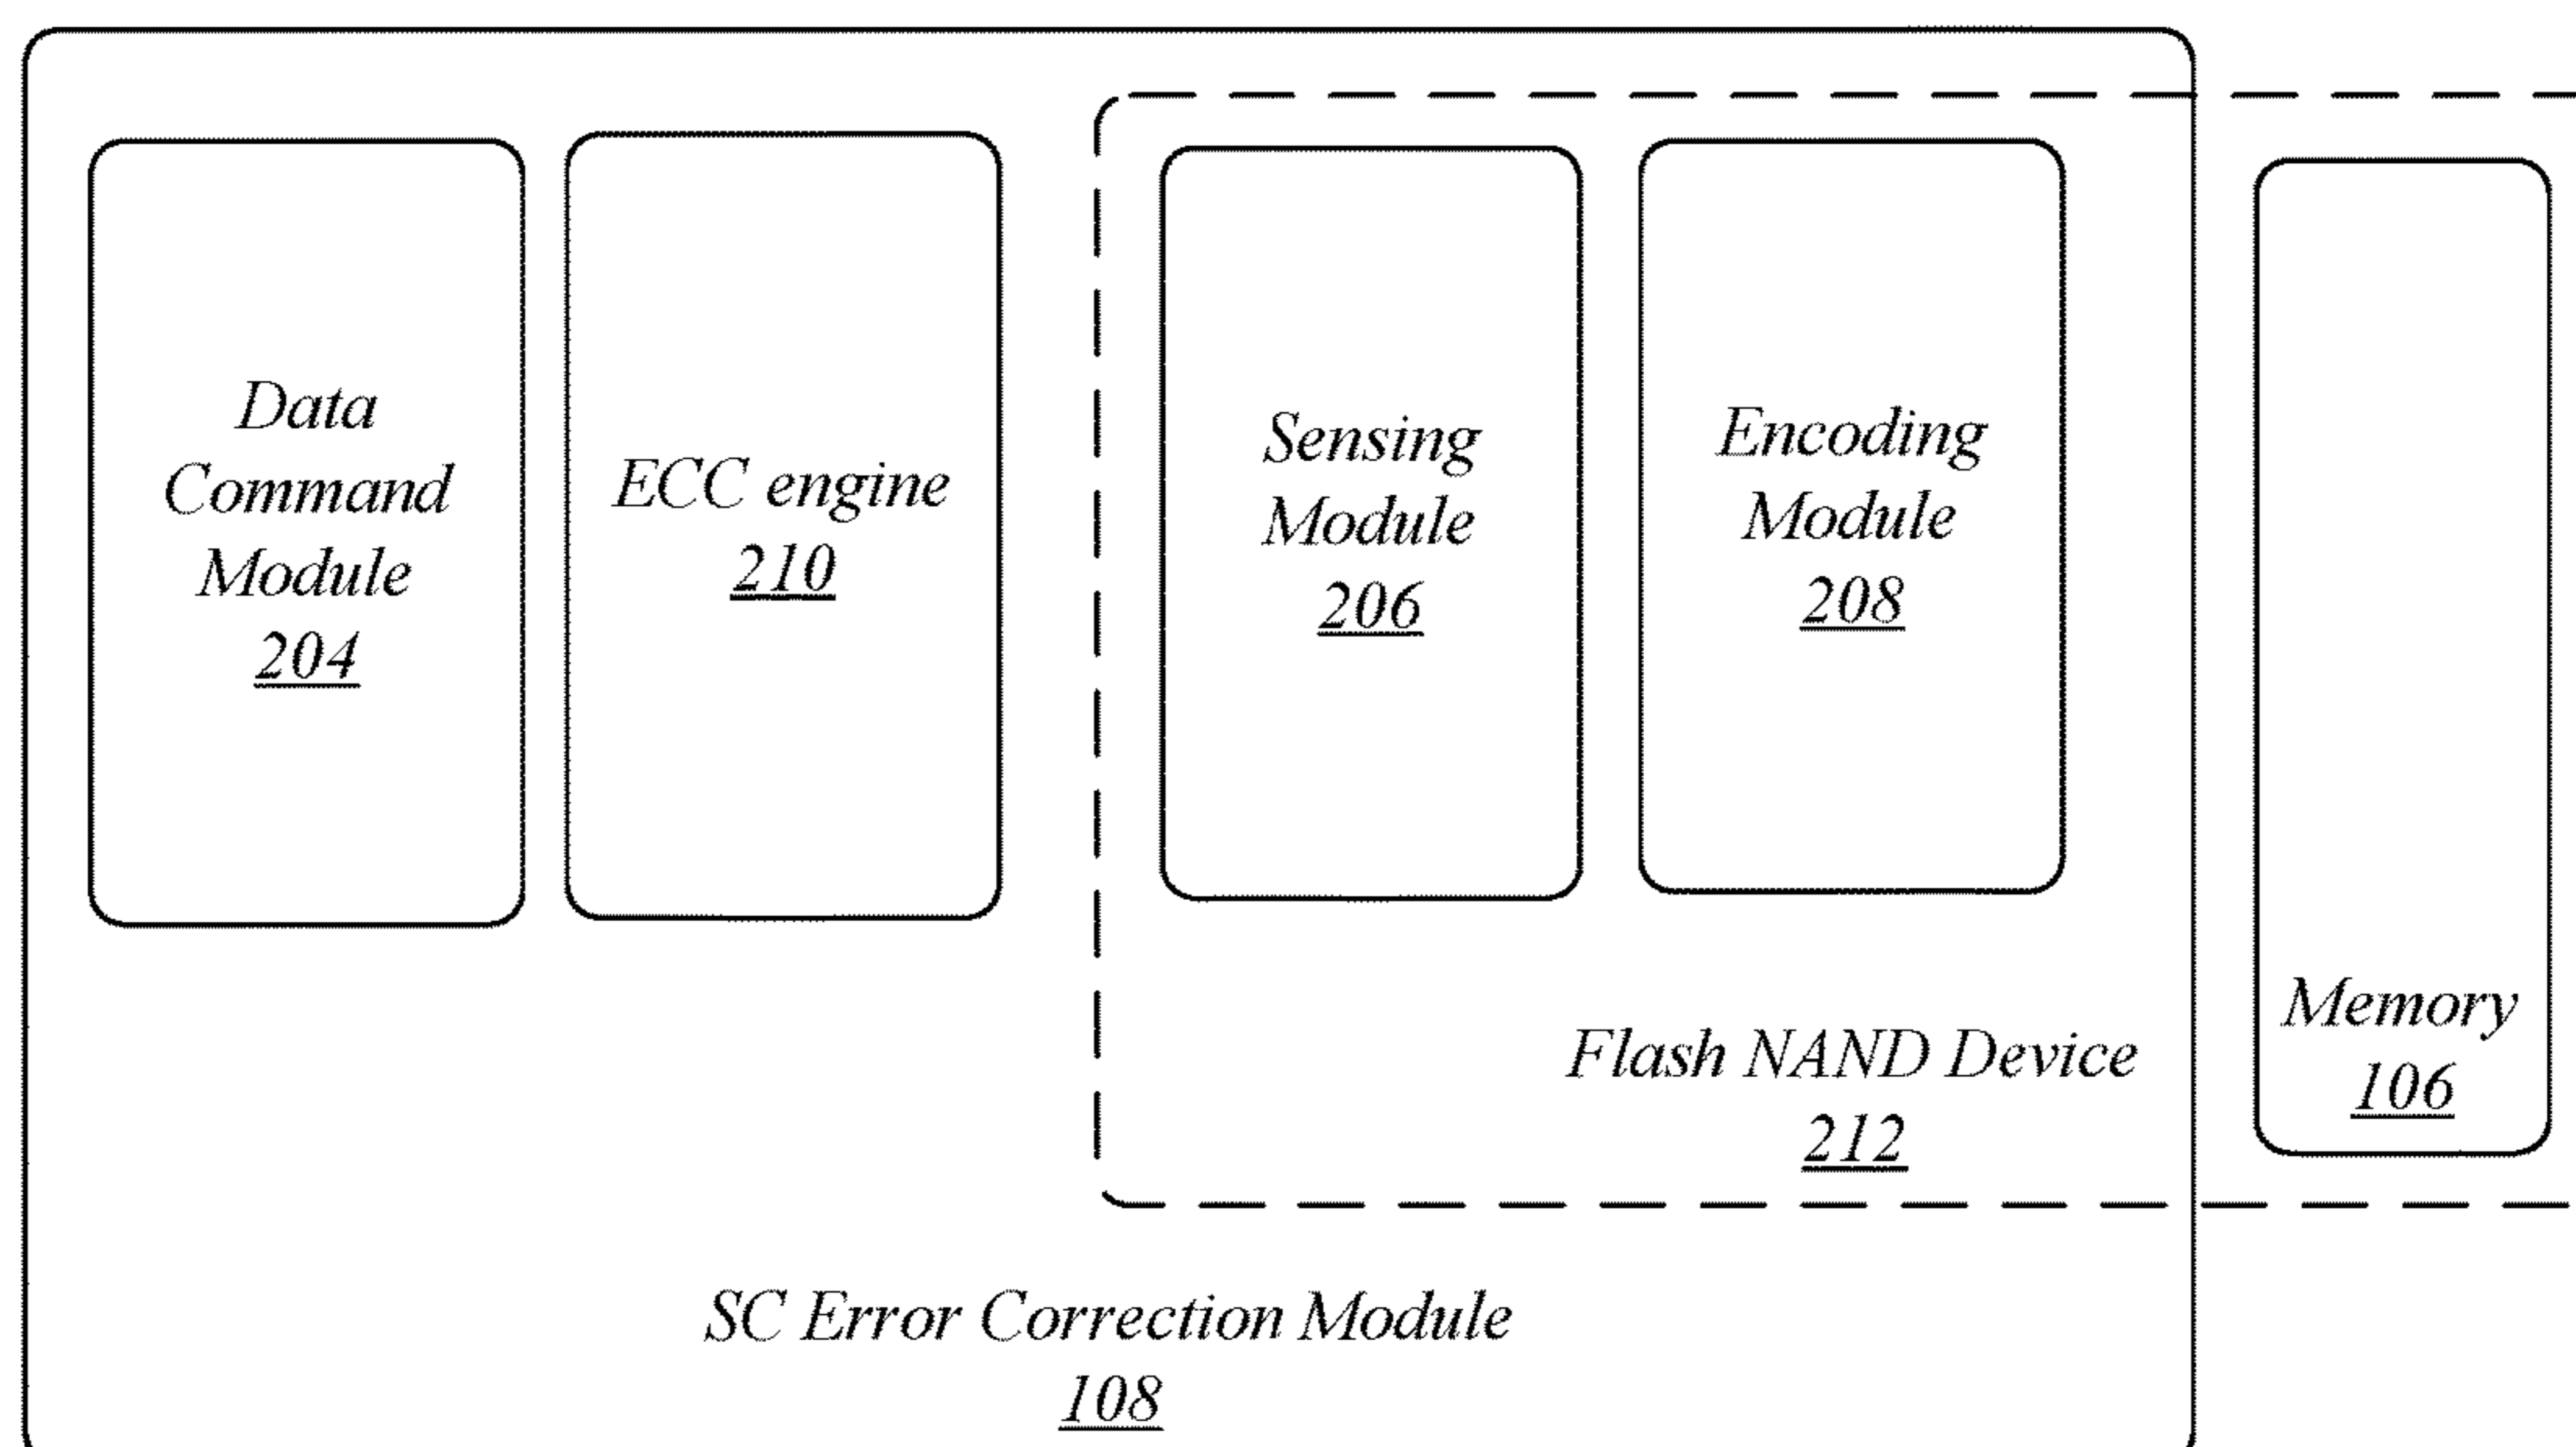 Data
Command
Module
204
ECC engine
210
Sensing
Module
206
Encoding
Module
208
Memory
106
Flash NAND Device
212
SC Error Correction Module
108